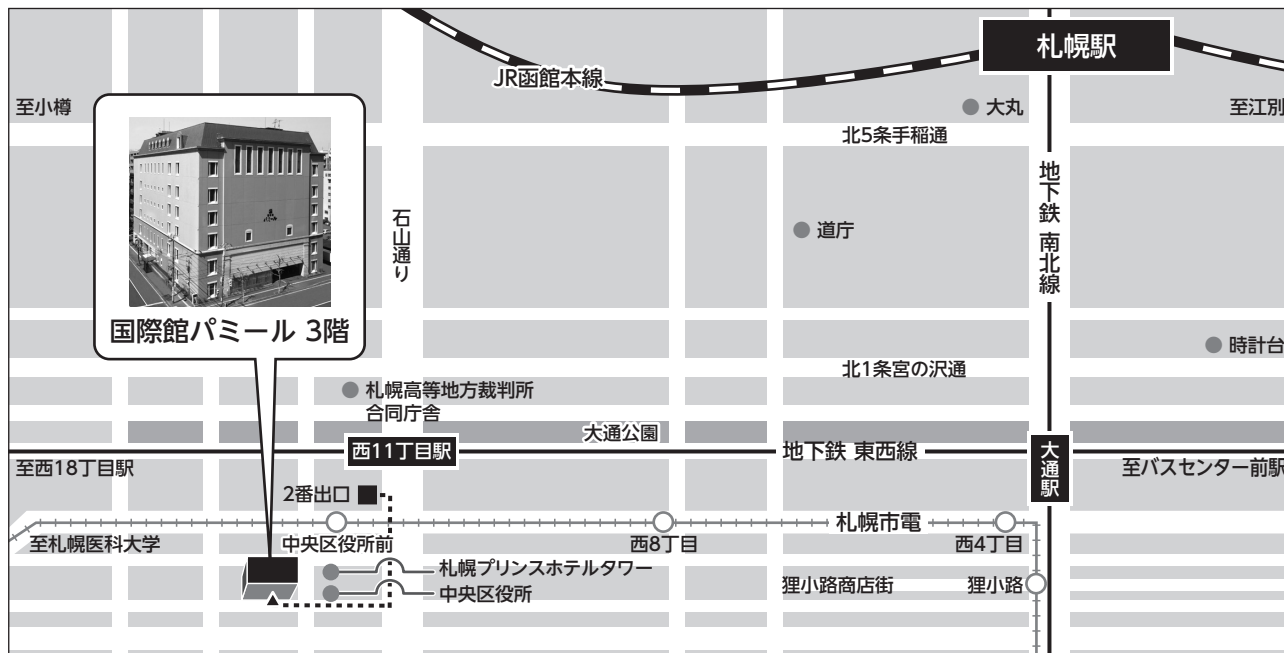 札幌駅
JR函館本線
至小樽
大丸
至江別
北5条手稲通
地下鉄 南北線
石山通り
道庁
国際館パミール 3階
時計台
北1条宮の沢通
札幌高等地方裁判所
合同庁舎
大通公園
西11丁目駅
地下鉄 東西線
大通駅
至西18丁目駅
至バスセンター前駅
2番出口
札幌市電
至札幌医科大学
中央区役所前
西8丁目
西4丁目
札幌プリンスホテルタワー
中央区役所
狸小路商店街
狸小路